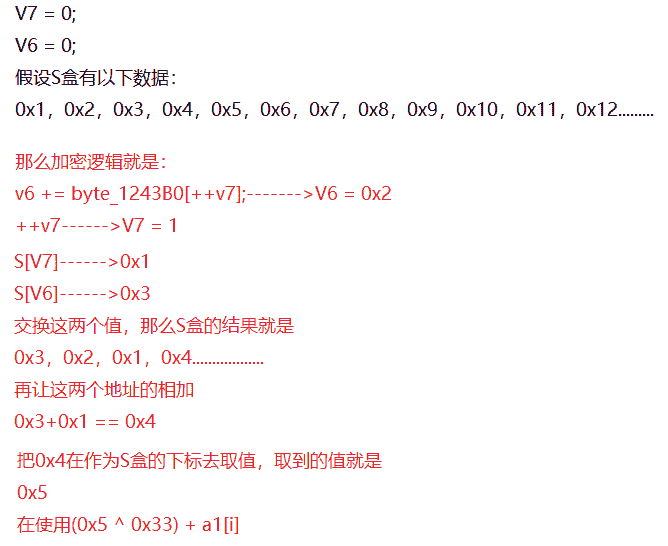 V7 = 0;
V6 = 0;
假设S盒有以下数据：
0x1，0x2，0x3，0x4，0x5，0x6，0x7，0x8，0x9，0x10，0x11，0x12.........
那么加密逻辑就是：
v6 += byte_1243B0[++v7];------->V6 = 0x2
++v7------>V7 = 1
S[V7]------>0x1
S[V6]------>0x3
交换这两个值，那么S盒的结果就是
0x3，0x2，0x1，0x4..................
再让这两个地址的相加
0x3+0x1 == 0x4
把0x4在作为S盒的下标去取值，取到的值就是
0x5
在使用(0x5 ^ 0x33) + a1[i]